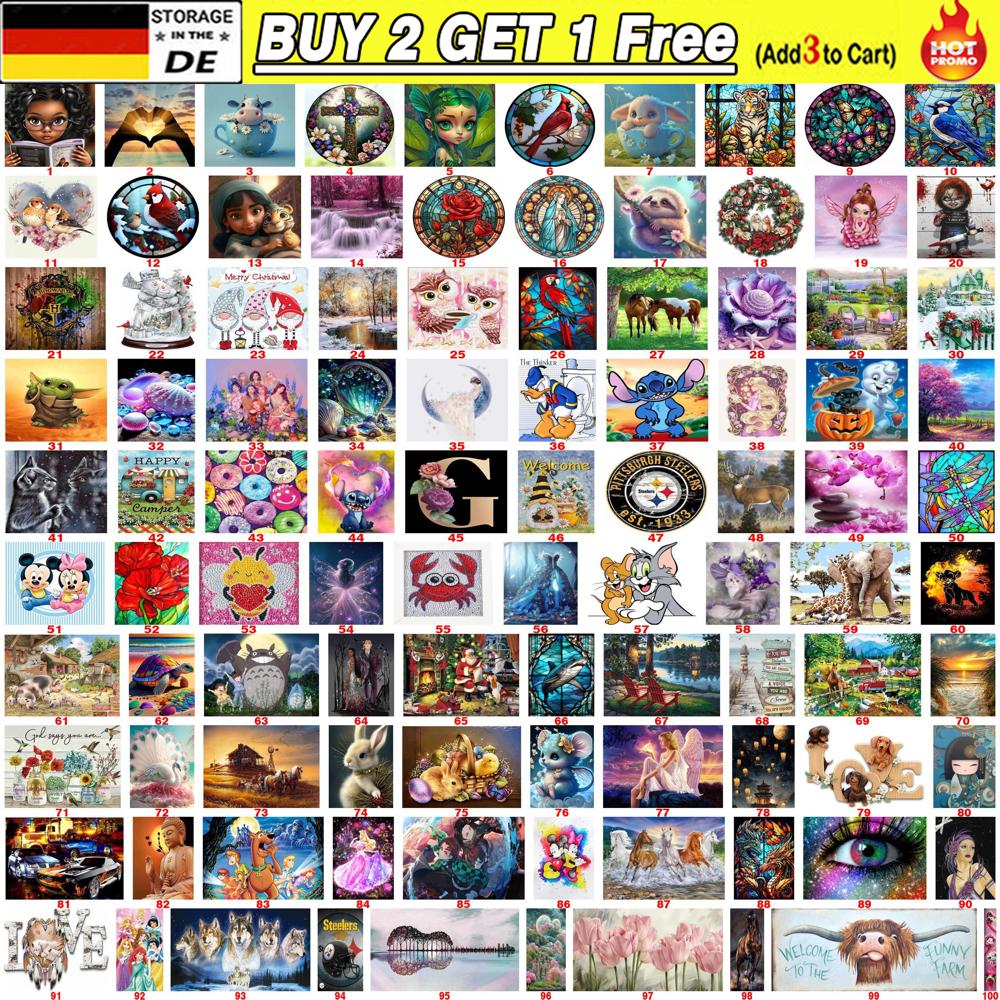 STORAGE
IN THE
DE
BUY 2 GET 1 Free
(Add 3 to Cart)
HOT
PROMO
1 2 3 4 5 6 7 8 9 10
11 12 13 14 15 16 17 18 19 20
Merry Christmas!
21 22 23 24 25 26 27 28 29 30
THE THINKER
31 32 33 34 35 36 37 38 39 40
HAPPY
Camper
G
Welcome
PITTSBURGH STEELERS
Steelers
est. 1933
41 42 43 44 45 46 47 48 49 50
51 52 53 54 55 56 57 58 59 60
61 62 63 64 65 66 67 68 69 70
God says you are...
LOVE
71 72 73 74 75 76 77 78 79 80
81 82 83 84 85 86 87 88 89 90
LOVE
Steelers
WELCOME
TO THE
FUNNY
FARM
91 92 93 94 95 96 97 98 99 100